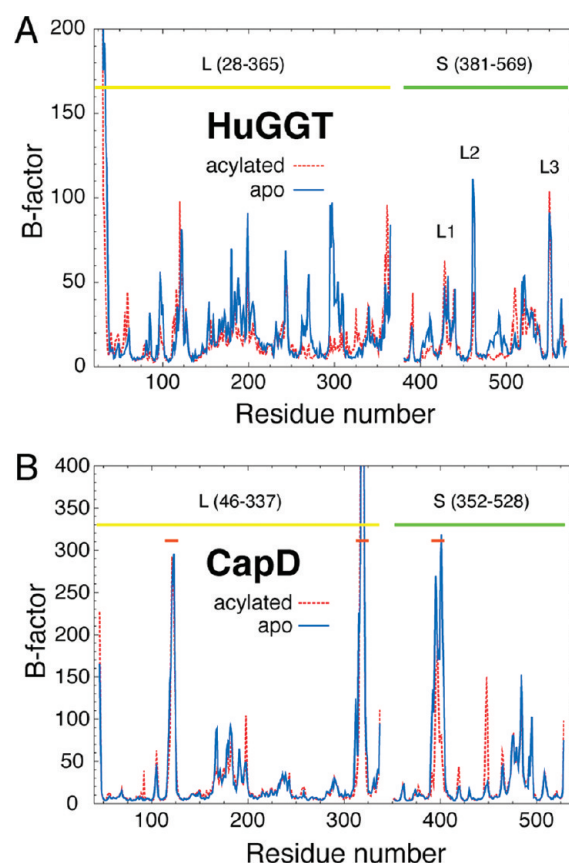 A
L (28-365)
S (381-569)
HuGGT
acylated
apo
L1
L2
L3
B-factor
200
150
100
50
0
100
200
300
400
500
Residue number
B
L (46-337)
S (352-528)
CapD
acylated
apo
B-factor
400
350
300
250
200
150
100
50
0
100
200
300
400
500
Residue number